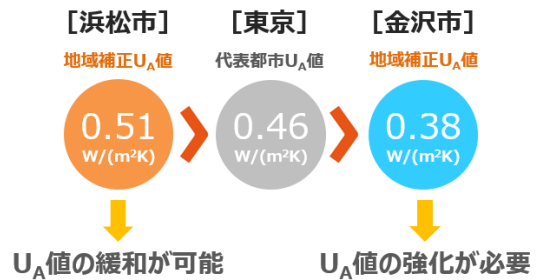 ［浜松市］ ［東京］ ［金沢市］
地域補正UA値 代表都市UA値 地域補正UA値
0.51 0.46 0.38
W/(m²K) W/(m²K) W/(m²K)
UA値の緩和が可能 UA値の強化が必要